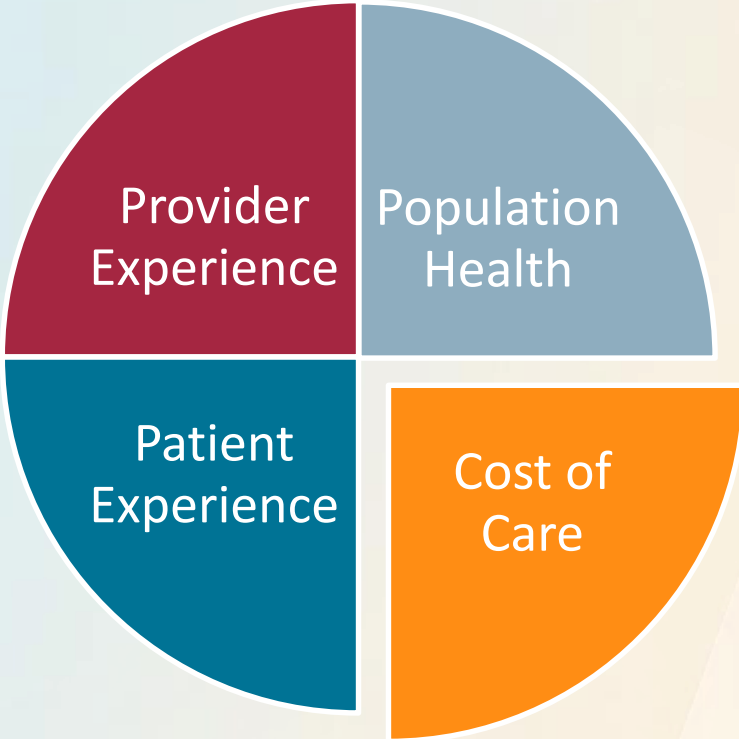 Provider
Experience
Population
Health
Patient
Experience
Cost of
Care